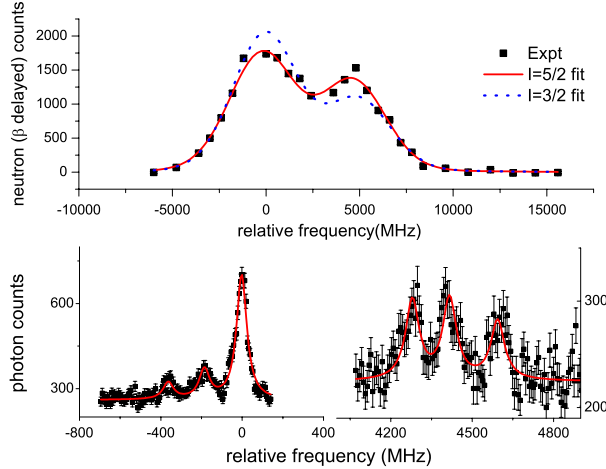 neutron (β delayed) counts
2000
1500
1000
500
0
Expt
I=5/2 fit
I=3/2 fit
-10000 -5000 0 5000 10000 15000
relative frequency(MHz)
photon counts
600
300
300
200
-800 -400 0 400 4200 4600 4800
relative frequency (MHz)